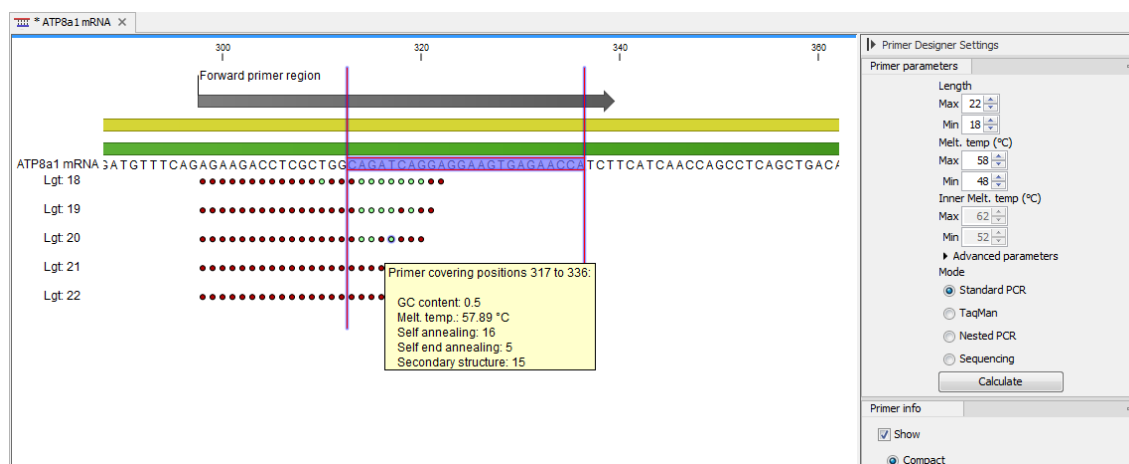 * ATP8a1 mRNA
300 320 340 360
Forward primer region
ATP8a1 mRNA GATGTTTCAGAGAAGACCTCGCTGGCAGATCAGGAGGAAGTGAGAACCATCTTCATCAACCAGCCTCAGCTGACA
Lgt: 18
Lgt: 19
Lgt: 20
Lgt: 21
Lgt: 22
Primer covering positions 317 to 336:
GC content: 0.5
Melt. temp.: 57.89 °C
Self annealing: 16
Self end annealing: 5
Secondary structure: 15
Primer Designer Settings
Primer parameters
Length
Max 22
Min 18
Melt. temp (°C)
Max 58
Min 48
Inner Melt. temp (°C)
Max 62
Min 52
Advanced parameters
Mode
Standard PCR
TaqMan
Nested PCR
Sequencing
Calculate
Primer info
Show
Compact